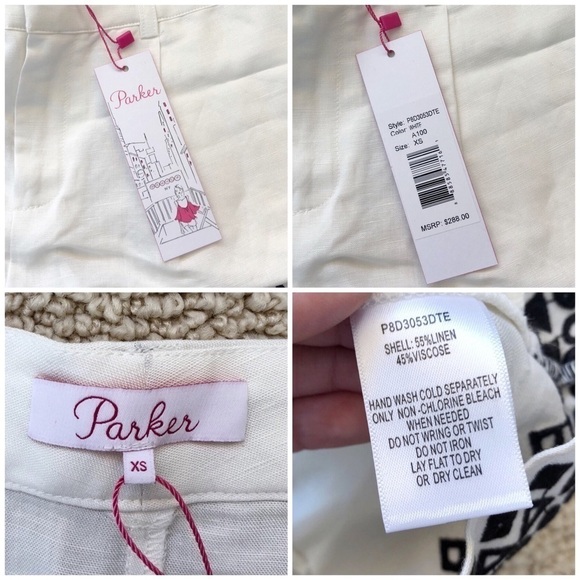 Parker
Style: P8D3053DTE
A100
Size: XS
MSRP: $288.00
Parker
XS
P8D3053DTE
SHELL: 55%LINEN
45%VISCOSE
HAND WASH COLD SEPARATELY
ONLY NON-CHLORINE BLEACH
WHEN NEEDED
DO NOT WRING OR TWIST
DO NOT IRON
LAY FLAT TO DRY
OR DRY CLEAN